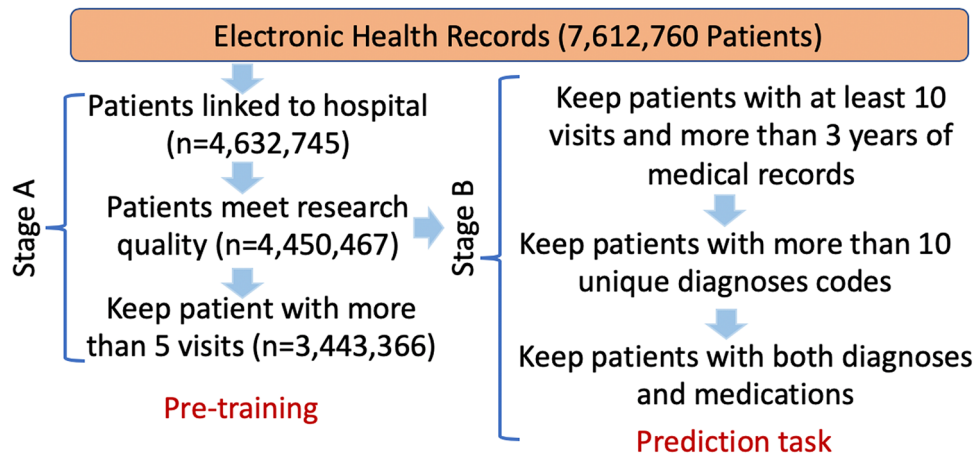 Electronic Health Records (7,612,760 Patients)
Stage A
Patients linked to hospital
(n=4,632,745)
Patients meet research
quality (n=4,450,467)
Keep patient with more
than 5 visits (n=3,443,366)
Pre-training
Stage B
Keep patients with at least 10
visits and more than 3 years of
medical records
Keep patients with more than 10
unique diagnoses codes
Keep patients with both diagnoses
and medications
Prediction task